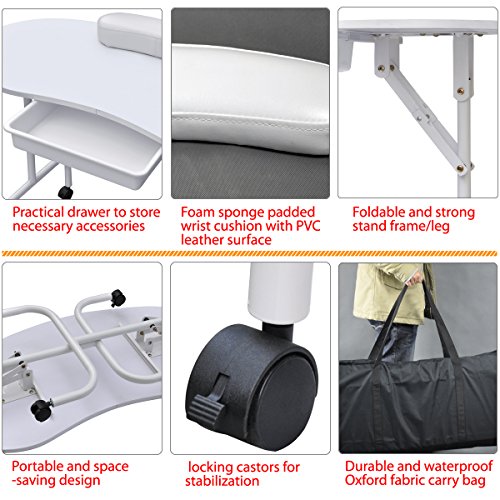 Practical drawer to store
necessary accessories
Foam sponge padded
wrist cushion with PVC
leather surface
Foldable and strong
stand frame/leg
Portable and space
-saving design
locking castors for
stabilization
Durable and waterproof
Oxford fabric carry bag